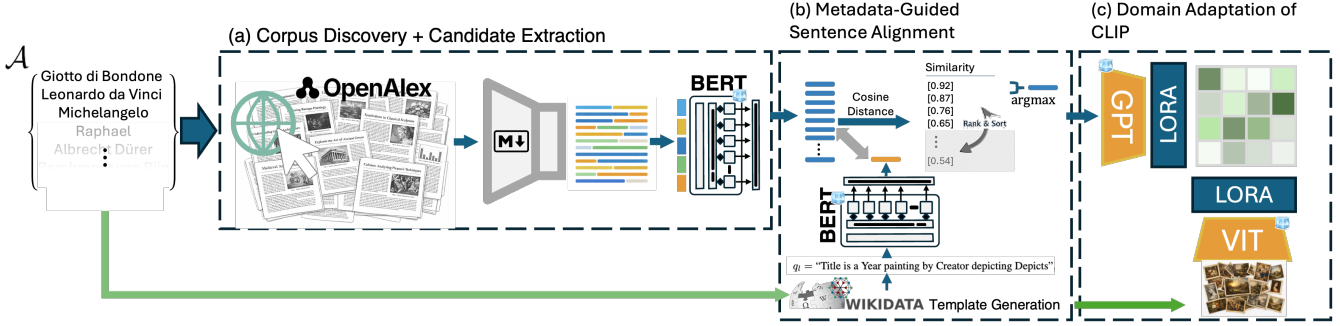 (a) Corpus Discovery + Candidate Extraction
(b) Metadata-Guided
Sentence Alignment
(c) Domain Adaptation of
CLIP
𝒜
Giotto di Bondone
Leonardo da Vinci
Michelangelo
Raphael
Albrecht Dürer
OpenAlex
M
BERT
Cosine
Distance
Similarity
[0.92]
[0.87]
[0.76]
[0.65]
[0.54]
Rank & Sort
argmax
BERT
qₗ = “Title is a Year painting by Creator depicting Depicts”
WIKIDATA Template Generation
GPT
LORA
LORA
VIT